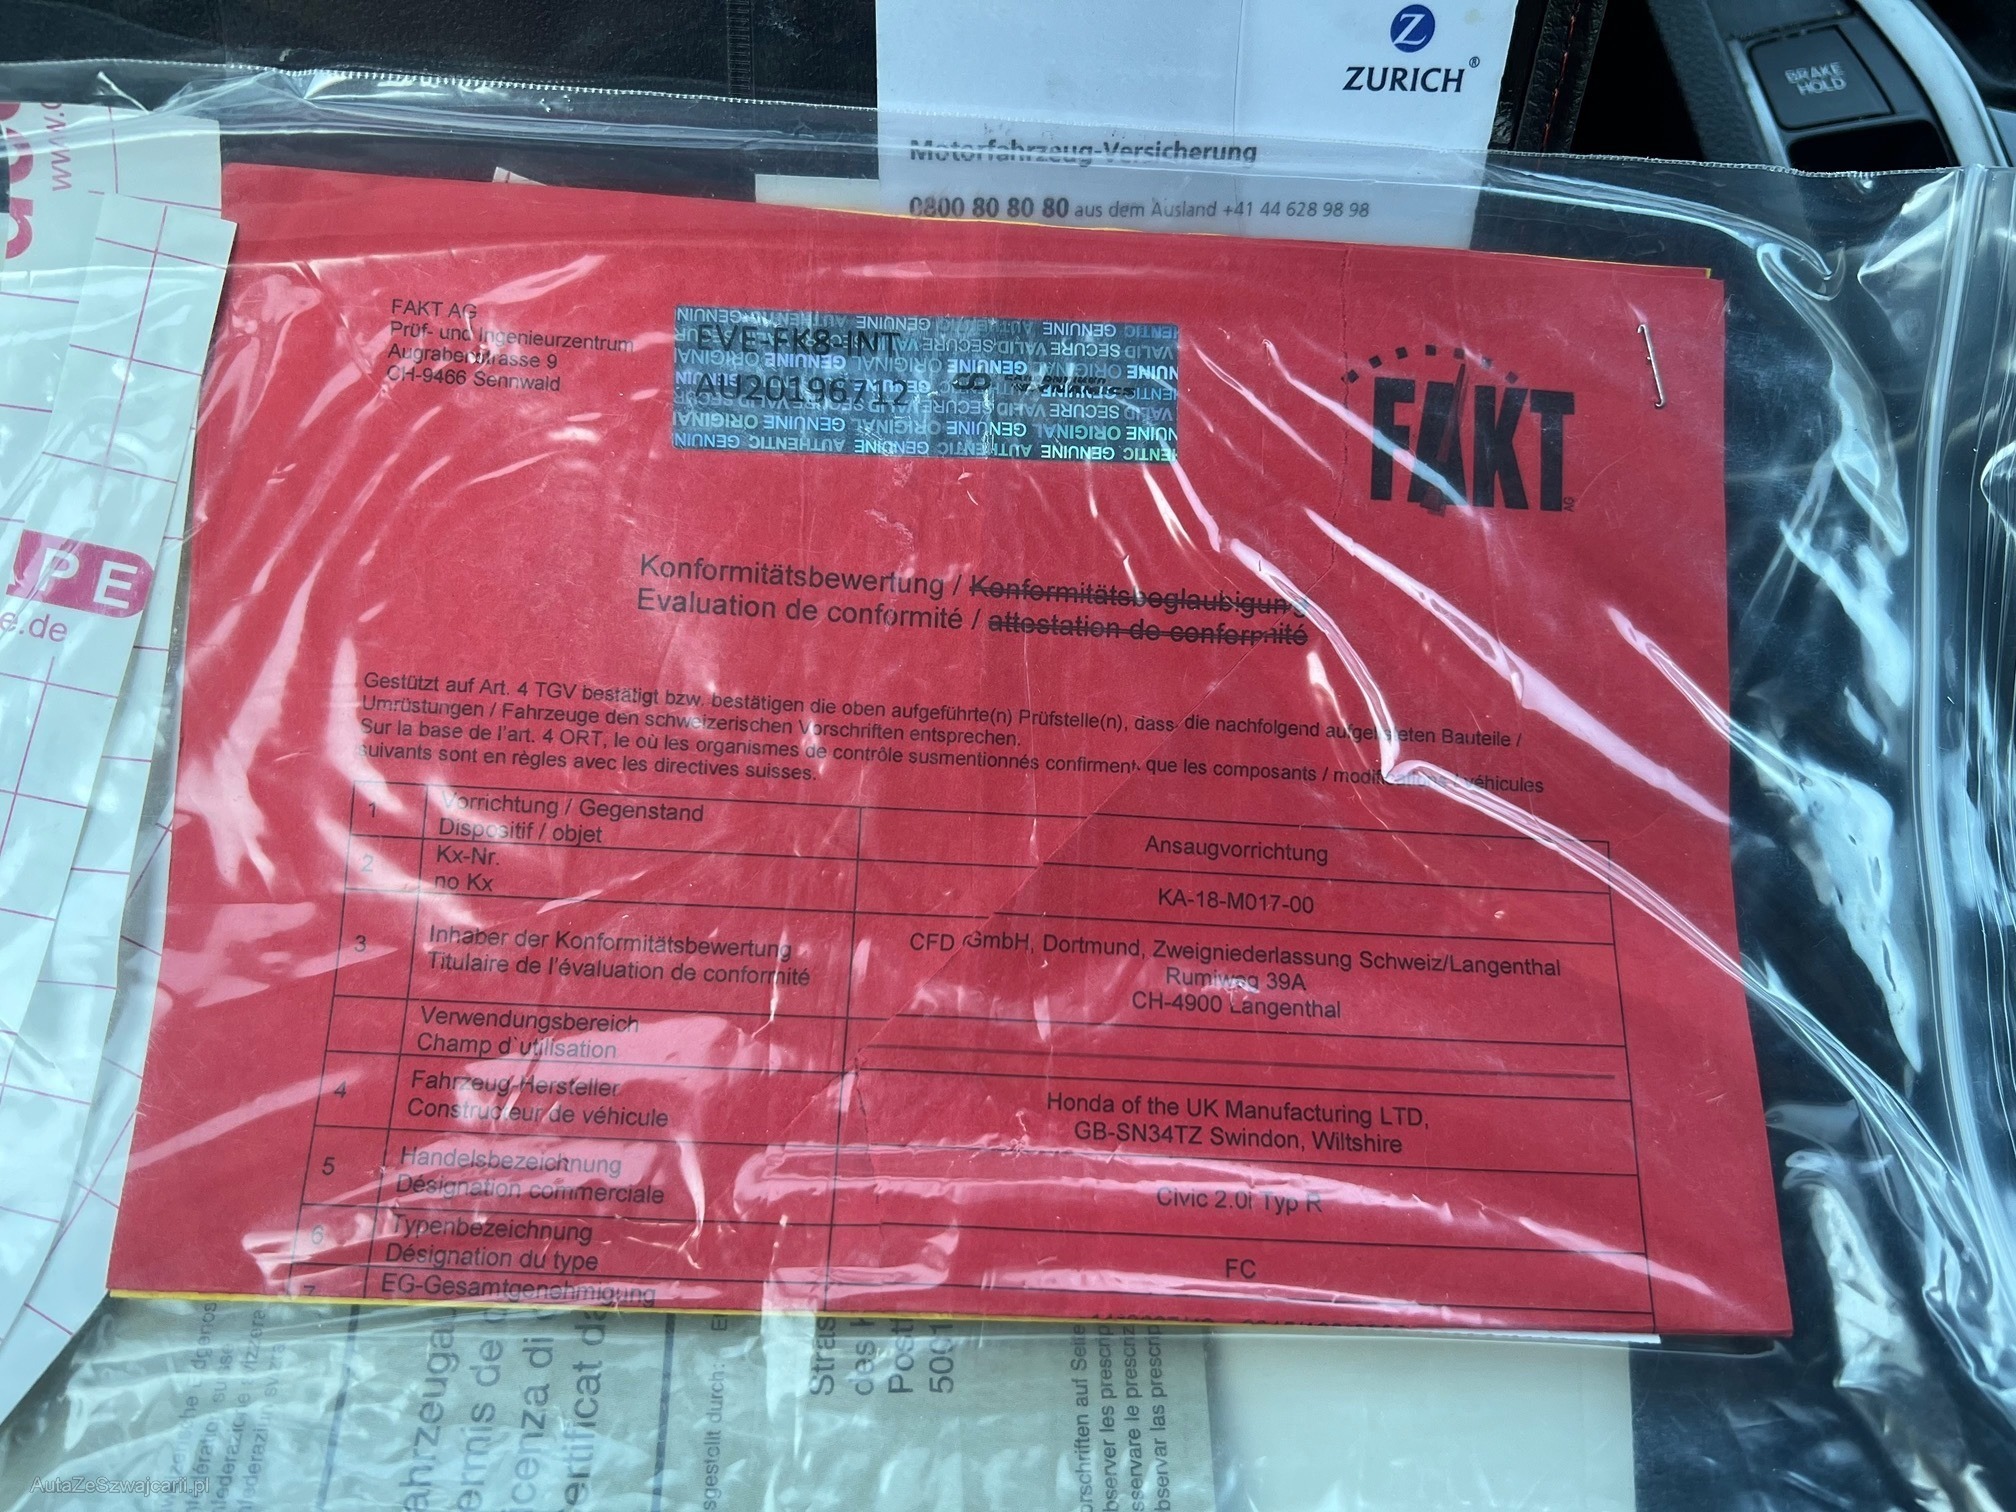 Z
ZURICH®
BRAKE
HOLD
Motorfahrzeug-Versicherung
0800 80 80 80 aus dem Ausland +41 44 628 98 98
www.
FAKT AG
Prüf- und Ingenieurzentrum
Augrabenstrasse 9
CH-9466 Sennwald
EVE-FK8-INT
AU20196712
FAKT
AG
PE
e.de
Konformitätsbewertung / Konformitätsbeglaubigung
Evaluation de conformité / attestation de conformité
Gestützt auf Art. 4 TGV bestätigt bzw. bestätigen die oben aufgeführte(n) Prüfstelle(n), dass die nachfolgend aufgelisteten Bauteile /
Umrüstungen / Fahrzeuge den schweizerischen Vorschriften entsprechen.
Sur la base de l'art. 4 ORT, le où les organismes de contrôle susmentionnés confirment que les composants / modifications / véhicules
suivants sont en règles avec les directives suisses.
1 Vorrichtung / Gegenstand
Dispositif / objet
Ansaugvorrichtung
2 Kx-Nr.
no Kx
KA-18-M017-00
3 Inhaber der Konformitätsbewertung
Titulaire de l'évaluation de conformité
CFD GmbH, Dortmund, Zweigniederlassung Schweiz/Langenthal
Rumiweg 39A
CH-4900 Langenthal
Verwendungsbereich
Champ d`utilisation
4 Fahrzeug-Hersteller
Constructeur de véhicule
Honda of the UK Manufacturing LTD,
GB-SN34TZ Swindon, Wiltshire
5 Handelsbezeichnung
Désignation commerciale
Civic 2.0i Typ R
6 Typenbezeichnung
Désignation du type
FC
7 EG-Gesamtgenehmigung
AutaZeSzwajcarii.pl